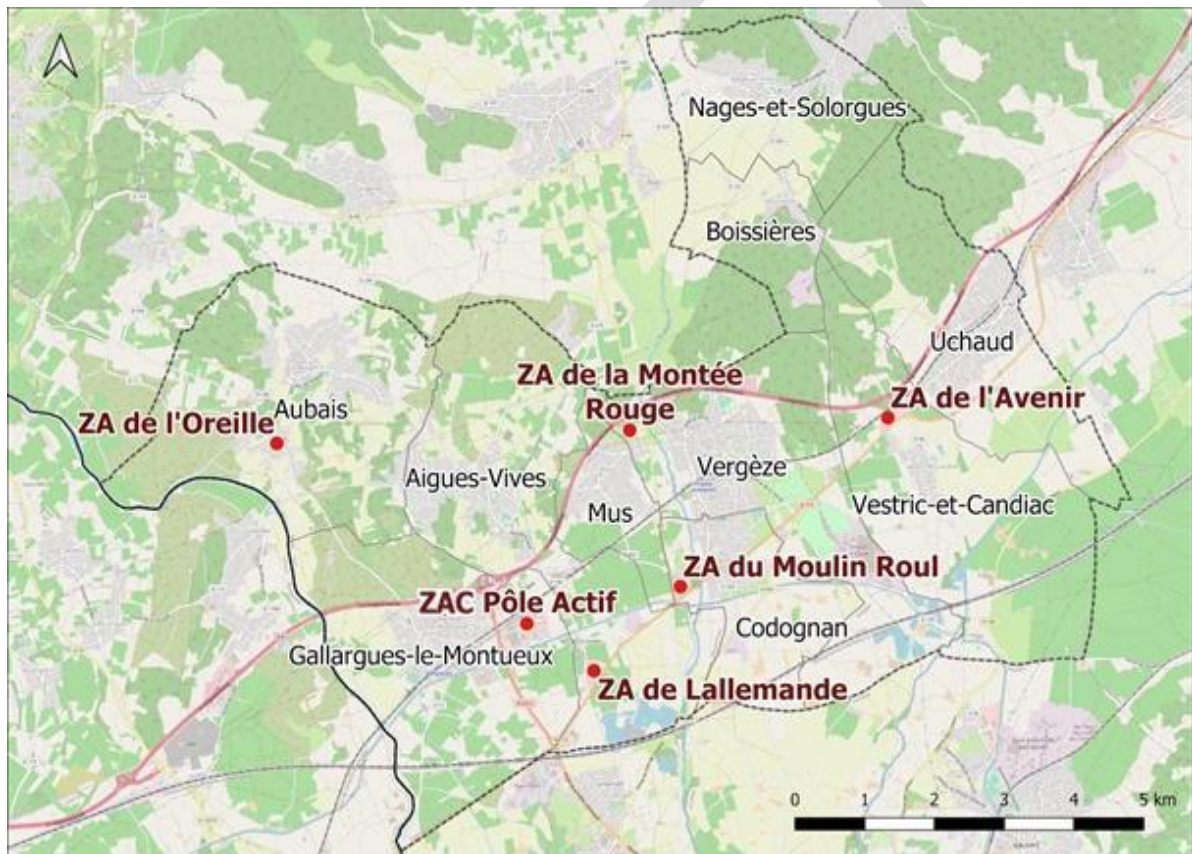 Nages-et-Solorgues
Boissières
Uchaud
ZA de la Montée
Rouge
ZA de l'Avenir
ZA de l'Oreille
Aubais
Aigues-Vives
Vergèze
Mus
Vestric-et-Candiac
ZA du Moulin Roul
ZAC Pôle Actif
Codognan
Gallargues-le-Montueux
ZA de Lallemande
0 1 2 3 4 5 km